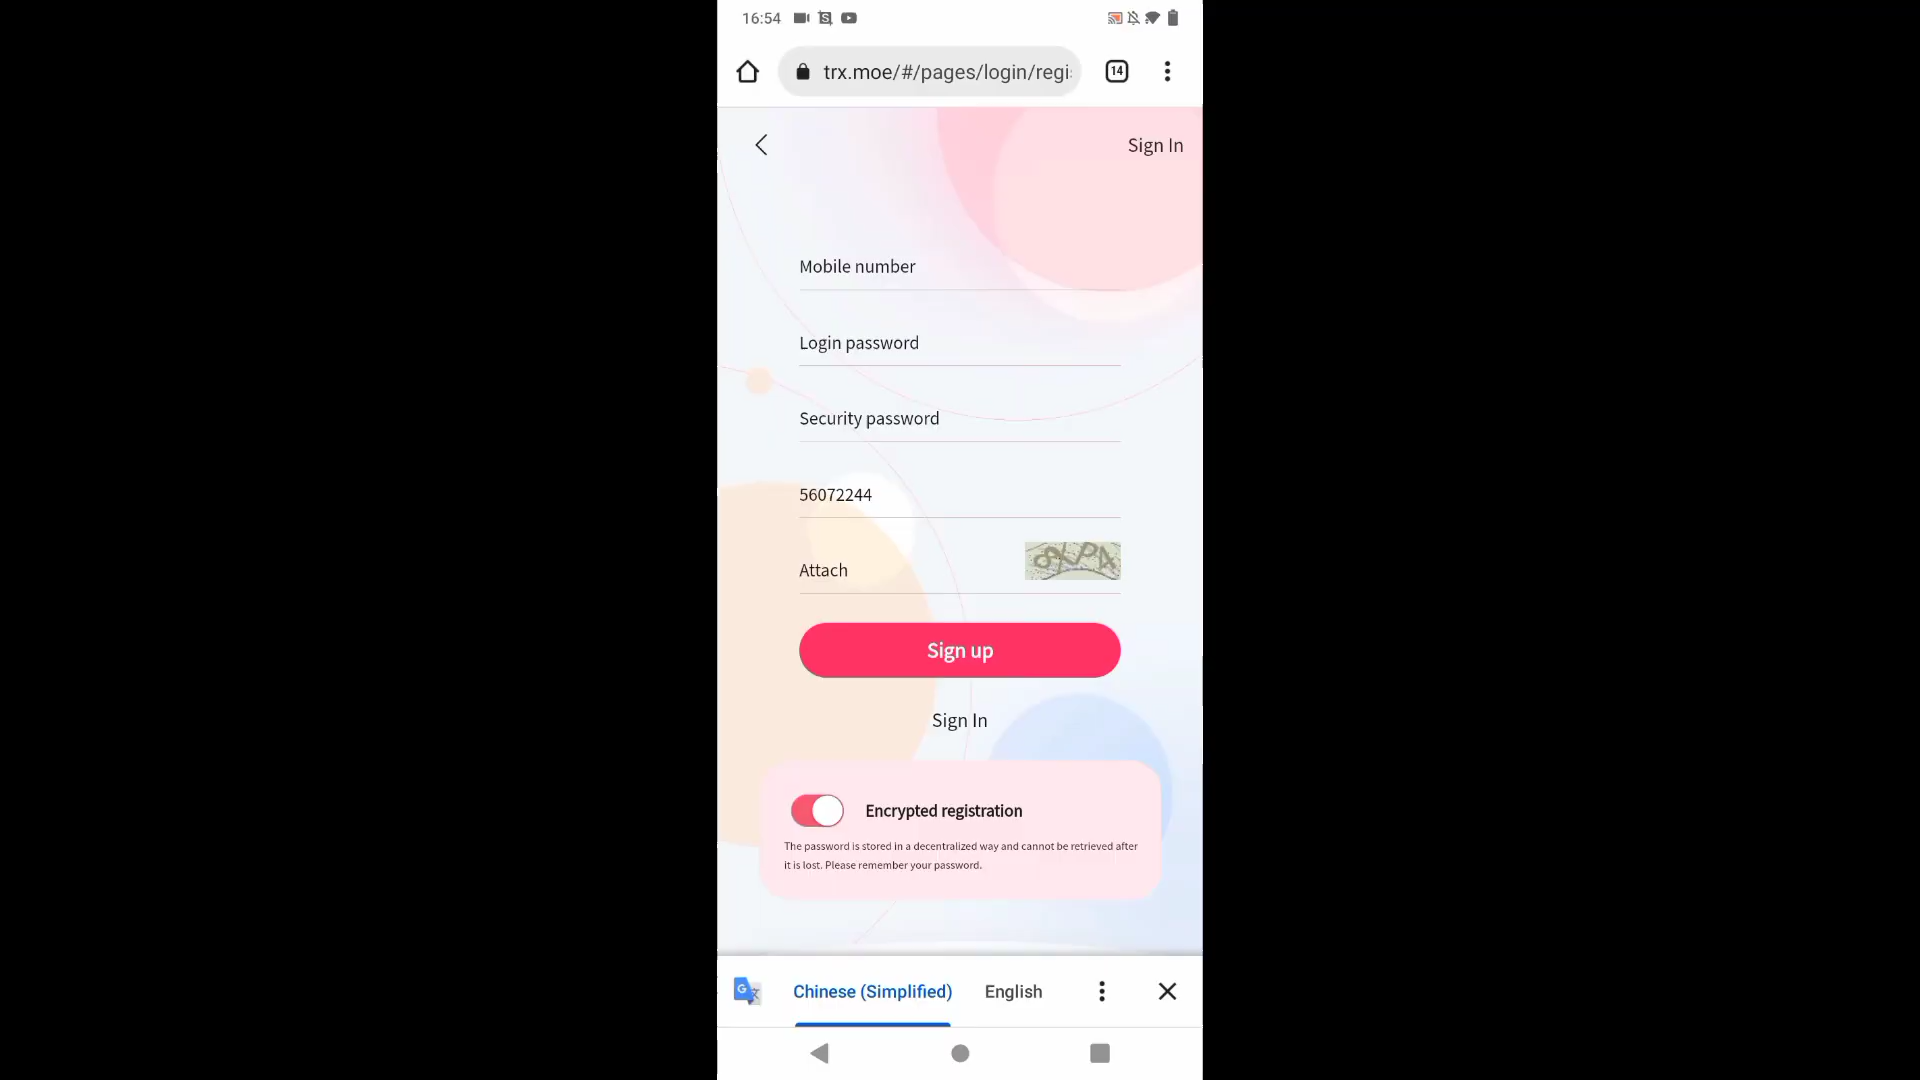 16:54
trx.moe/#/pages/login/regi
14
Sign In
Mobile number
Login password
Security password
56072244
Attach
Sign up
Sign In
Encrypted registration
The password is stored in a decentralized way and cannot be retrieved after
it is lost. Please remember your password.
Chinese (Simplified)
English